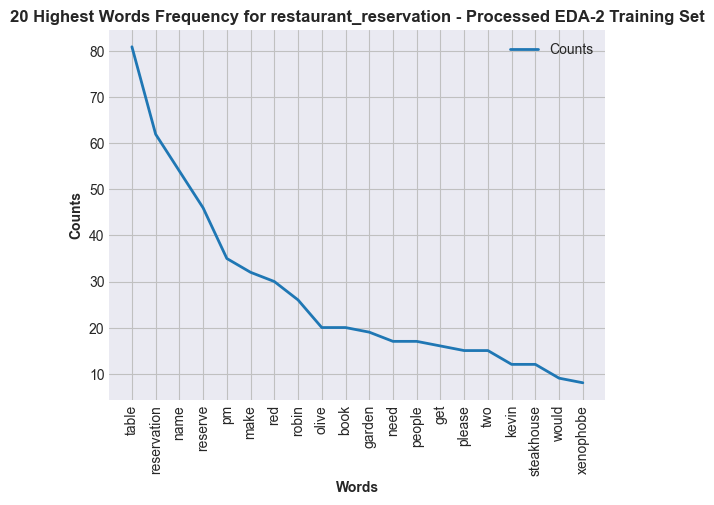 20 Highest Words Frequency for restaurant_reservation - Processed EDA-2 Training Set
Counts
80
70
60
50
40
30
20
10
Counts
table
reservation
name
reserve
pm
make
red
robin
olive
book
garden
need
people
get
please
two
kevin
steakhouse
would
xenophobe
Words